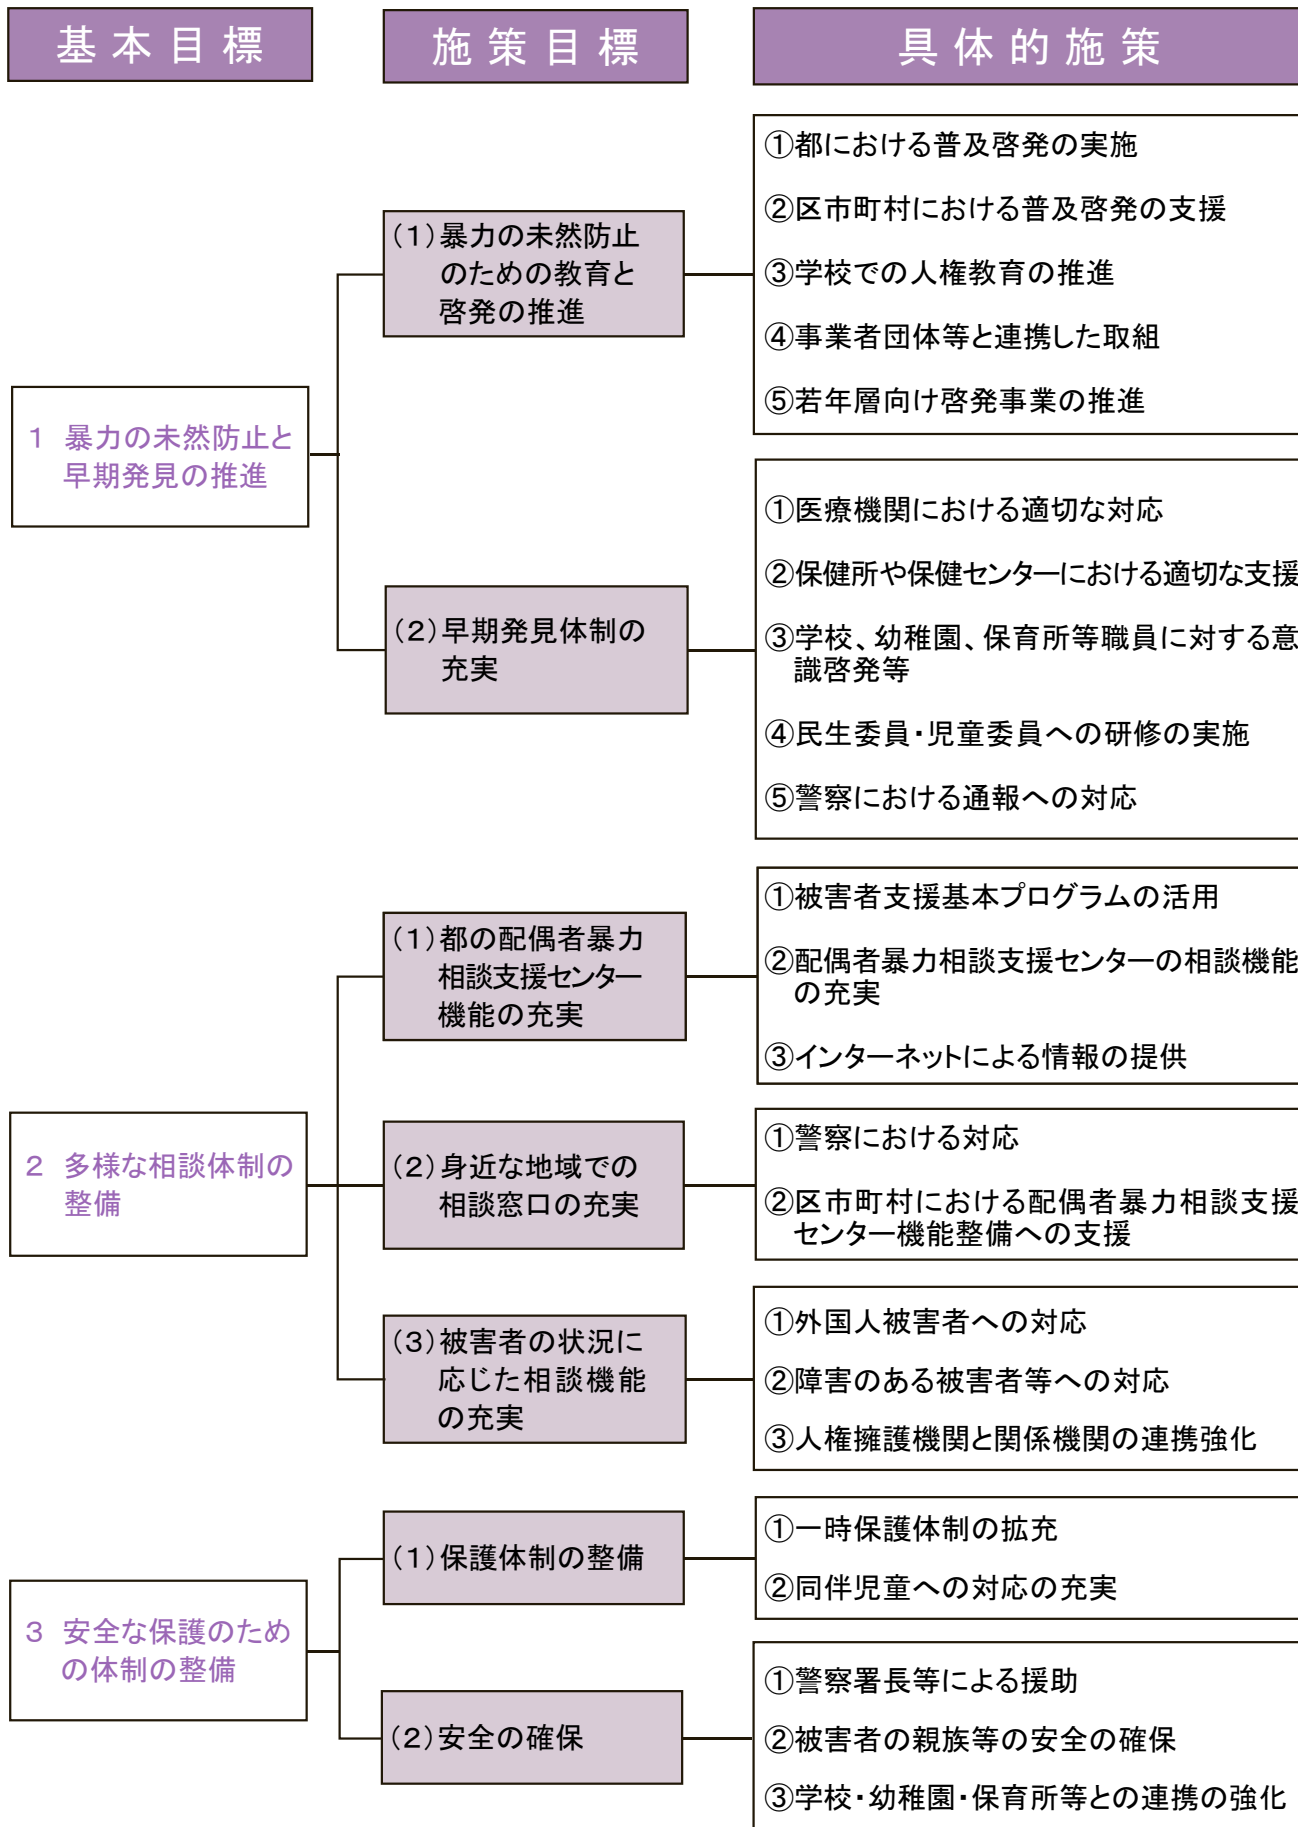 基本目標
施策目標
具体的施策
1 暴力の未然防止と
早期発見の推進
(1)暴力の未然防止
のための教育と
啓発の推進
①都における普及啓発の実施
②区市町村における普及啓発の支援
③学校での人権教育の推進
④事業者団体等と連携した取組
⑤若年層向け啓発事業の推進
(2)早期発見体制の
充実
①医療機関における適切な対応
②保健所や保健センターにおける適切な支援
③学校、幼稚園、保育所等職員に対する意
識啓発等
④民生委員・児童委員への研修の実施
⑤警察における通報への対応
2 多様な相談体制の
整備
(1)都の配偶者暴力
相談支援センター
機能の充実
①被害者支援基本プログラムの活用
②配偶者暴力相談支援センターの相談機能
の充実
③インターネットによる情報の提供
(2)身近な地域での
相談窓口の充実
①警察における対応
②区市町村における配偶者暴力相談支援
センター機能整備への支援
(3)被害者の状況に
応じた相談機能
の充実
①外国人被害者への対応
②障害のある被害者等への対応
③人権擁護機関と関係機関の連携強化
3 安全な保護のため
の体制の整備
(1)保護体制の整備
①一時保護体制の拡充
②同伴児童への対応の充実
(2)安全の確保
①警察署長等による援助
②被害者の親族等の安全の確保
③学校・幼稚園・保育所等との連携の強化